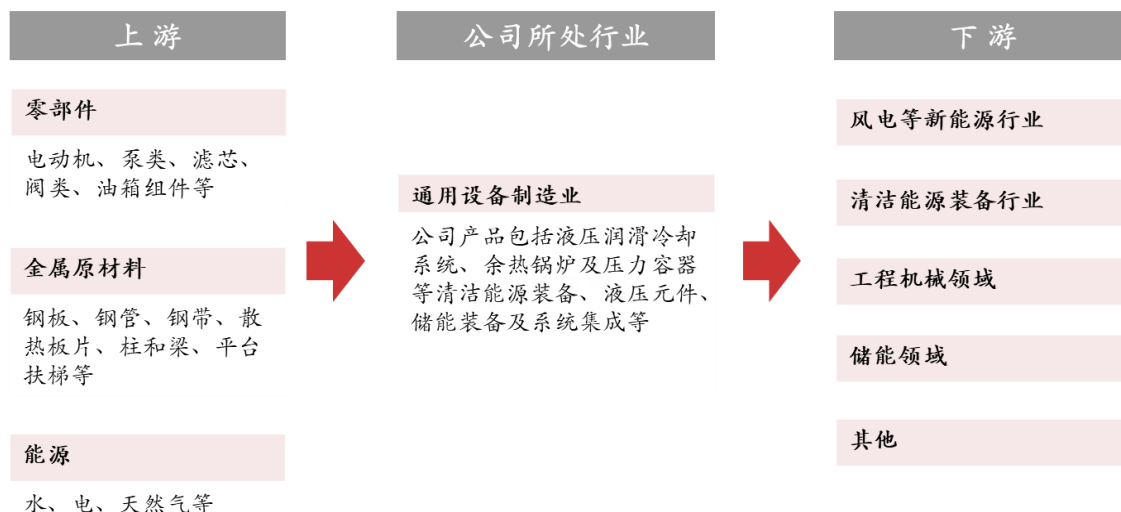 上游
零部件
电动机、泵类、滤芯、
阀类、油箱组件等
金属原材料
钢板、钢管、钢带、散
热板片、柱和梁、平台
扶梯等
能源
水、电、天然气等
公司所处行业
通用设备制造业
公司产品包括液压润滑冷却
系统、余热锅炉及压力容器
等清洁能源装备、液压元件、
储能装备及系统集成等
下游
风电等新能源行业
清洁能源装备行业
工程机械领域
储能领域
其他